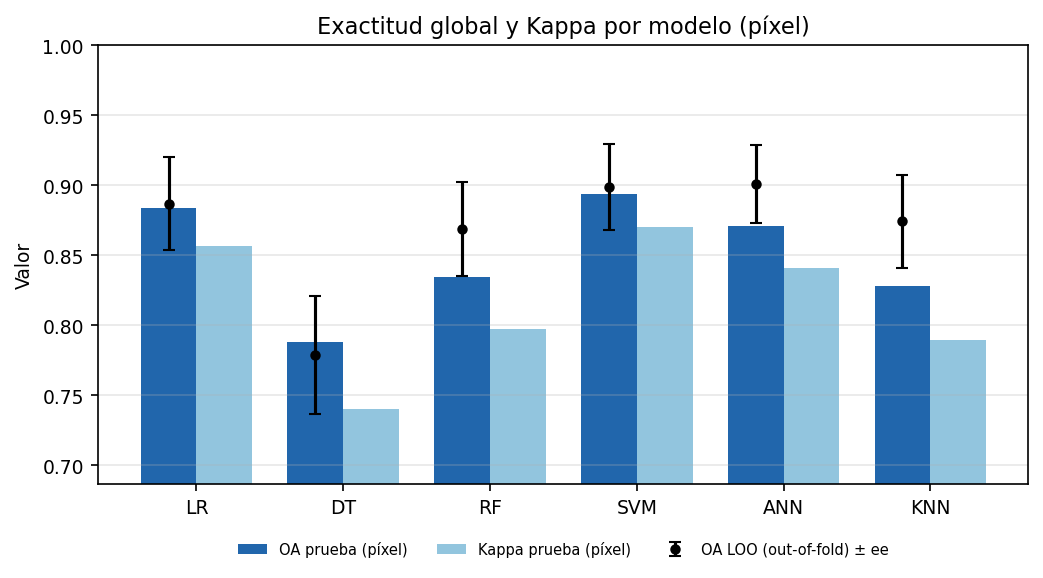 Exactitud global y Kappa por modelo (píxel)
1.00
0.95
0.90
0.85
0.80
0.75
0.70
Valor
LR DT RF SVM ANN KNN
OA prueba (píxel) Kappa prueba (píxel) OA LOO (out-of-fold) ± ee